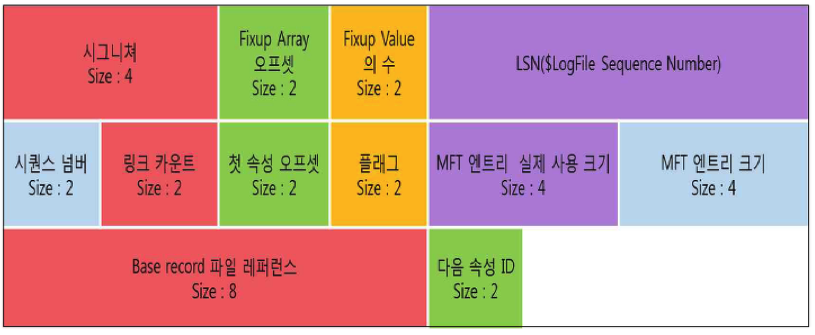 시그니쳐
Size : 4
Fixup Array
오프셋
Size : 2
Fixup Value
의 수
Size : 2
LSN($LogFile Sequence Number)
시퀀스 넘버
Size : 2
링크 카운트
Size : 2
첫 속성 오프셋
Size : 2
플래그
Size : 2
MFT 엔트리 실제 사용 크기
Size : 4
MFT 엔트리 크기
Size : 4
Base record 파일 레퍼런스
Size : 8
다음 속성 ID
Size : 2